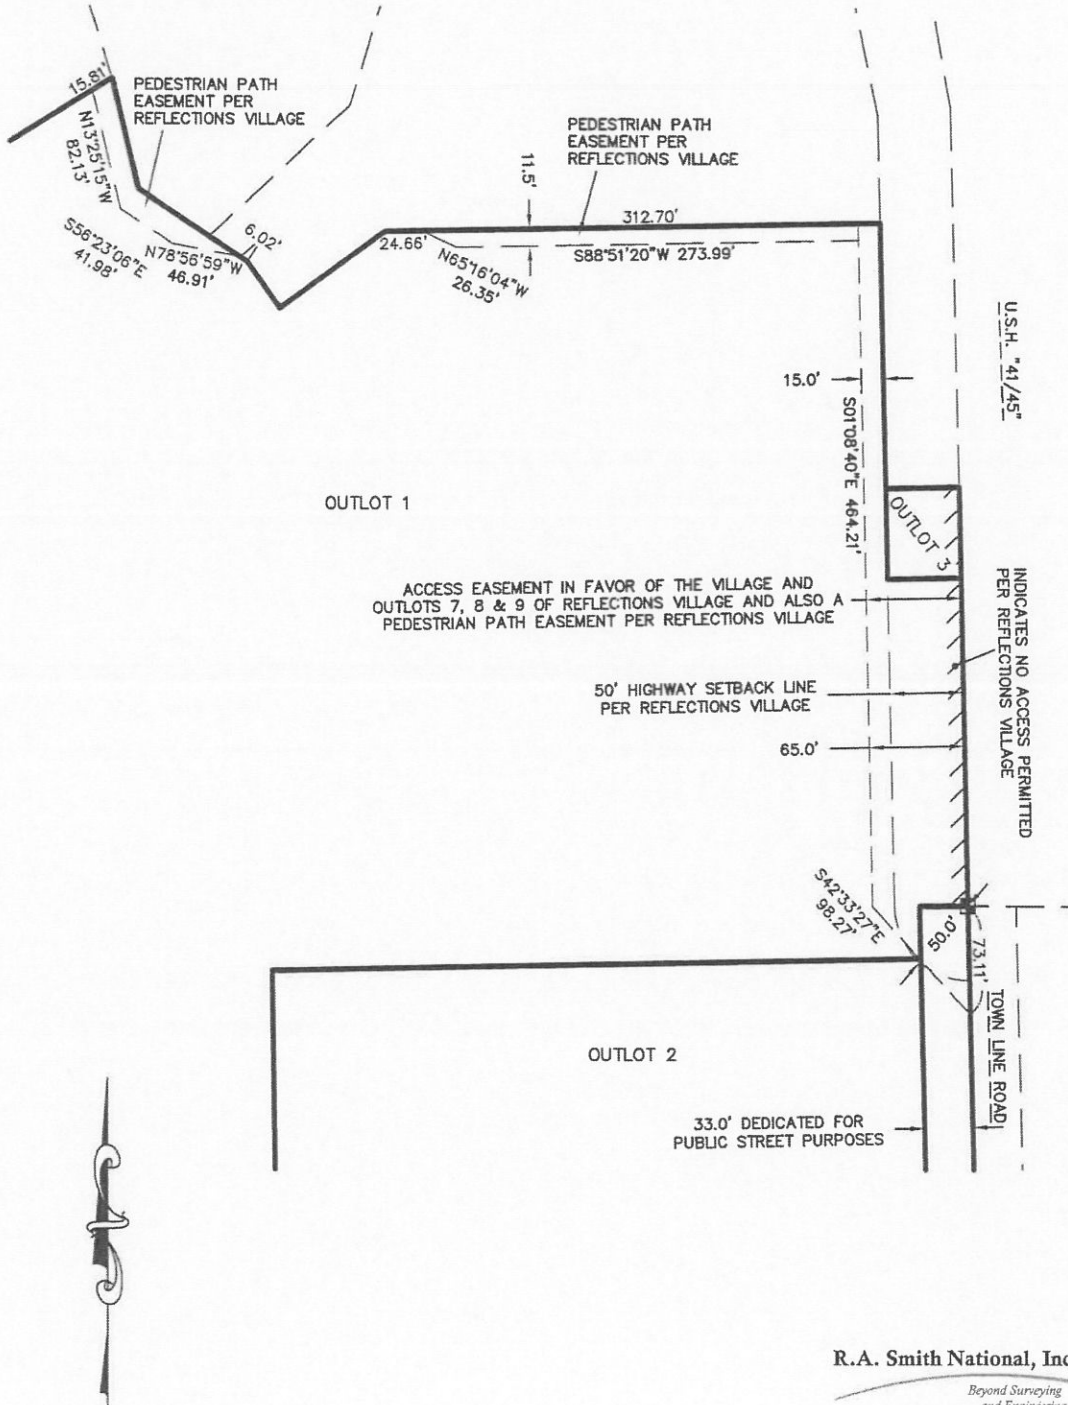 15.81'
PEDESTRIAN PATH
EASEMENT PER
REFLECTIONS VILLAGE
N13°25'15"W
82.13'
S56°23'06"E
41.98'
N78°56'59"W
46.91'
6.02'
PEDESTRIAN PATH
EASEMENT PER
REFLECTIONS VILLAGE
11.5'
312.70'
24.66'
N65°16'04"W
26.35'
S88°51'20"W 273.99'
U.S.H. "41/45"
15.0'
S01°08'40"E 464.21'
OUTLOT 1
OUTLOT 3
ACCESS EASEMENT IN FAVOR OF THE VILLAGE AND
OUTLOTS 7, 8 & 9 OF REFLECTIONS VILLAGE AND ALSO A
PEDESTRIAN PATH EASEMENT PER REFLECTIONS VILLAGE
INDICATES NO ACCESS PERMITTED
PER REFLECTIONS VILLAGE
50' HIGHWAY SETBACK LINE
PER REFLECTIONS VILLAGE
65.0'
S42°33'27"E
98.27'
50.0'
73.11'
TOWN LINE ROAD
OUTLOT 2
33.0' DEDICATED FOR
PUBLIC STREET PURPOSES
R.A. Smith National, Inc
Beyond Surveying
and Engineering